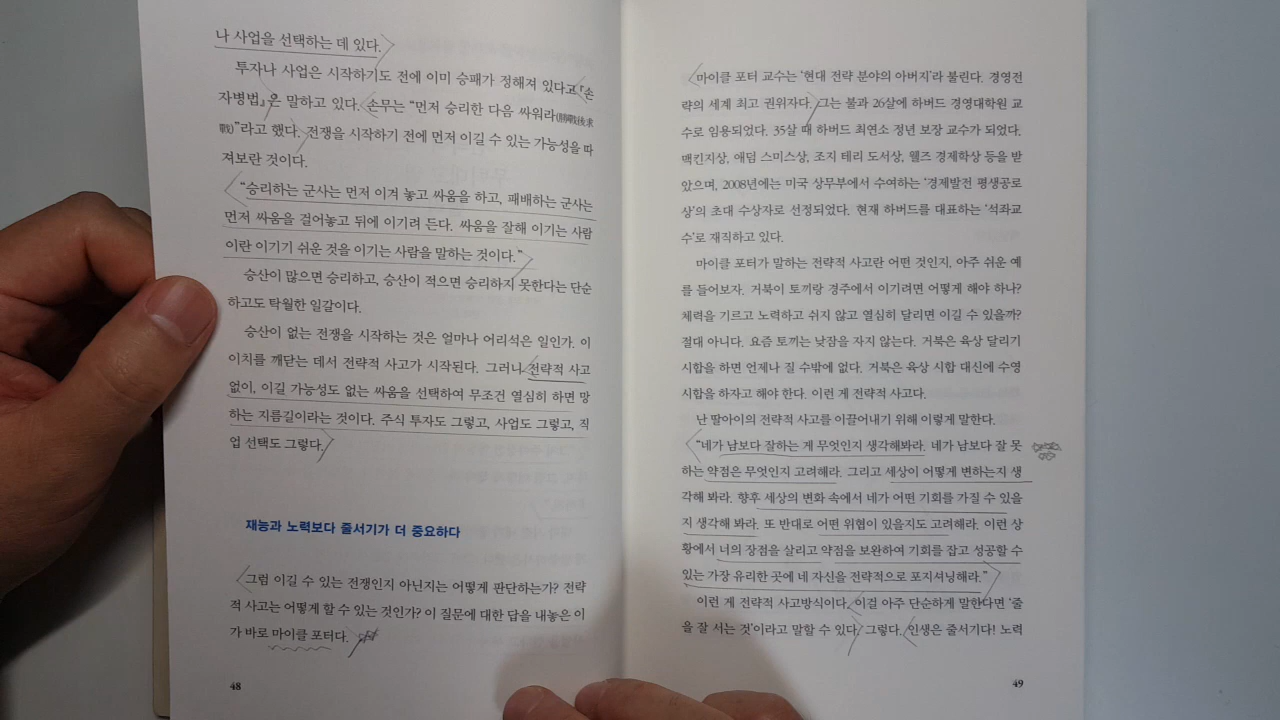 나 사업을 선택하는 데 있다.
투자나 사업은 시작하기도 전에 이미 승패가 정해져 있다고 『손
자병법』은 말하고 있다. 손무는 “먼저 승리한 다음 싸워라(先勝後求
戰)”라고 했다. 전쟁을 시작하기 전에 먼저 이길 수 있는 가능성을 따
져보란 것이다.
“승리하는 군사는 먼저 이겨 놓고 싸움을 하고, 패배하는 군사는
먼저 싸움을 걸어놓고 뒤에 이기려 든다. 싸움을 잘해 이기는 사람
이란 이기기 쉬운 것을 이기는 사람을 말하는 것이다.”
승산이 많으면 승리하고, 승산이 적으면 승리하지 못한다는 단순
하고도 탁월한 일갈이다.
승산이 없는 전쟁을 시작하는 것은 얼마나 어리석은 일인가. 이
이치를 깨닫는 데서 전략적 사고가 시작된다. 그러니 전략적 사고
없이, 이길 가능성도 없는 싸움을 선택하여 무조건 열심히 하면 망
하는 지름길이라는 것이다. 주식 투자도 그렇고, 사업도 그렇고, 직
업 선택도 그렇다.
재능과 노력보다 줄서기가 더 중요하다
그럼 이길 수 있는 전쟁인지 아닌지는 어떻게 판단하는가? 전략
적 사고는 어떻게 할 수 있는 것인가? 이 질문에 대한 답을 내놓은 이
가 바로 마이클 포터다.
48
마이클 포터 교수는 ‘현대 전략 분야의 아버지’라 불린다. 경영전
략의 세계 최고 권위자다. 그는 불과 26살에 하버드 경영대학원 교
수로 임용되었다. 35살 때 하버드 최연소 정년 보장 교수가 되었다.
맥킨지상, 애덤 스미스상, 조지 테리 도서상, 웰즈 경제학상 등을 받
았으며, 2008년에는 미국 상무부에서 수여하는 ‘경제발전 평생공로
상’의 초대 수상자로 선정되었다. 현재 하버드를 대표하는 ‘석좌교
수’로 재직하고 있다.
마이클 포터가 말하는 전략적 사고란 어떤 것인지, 아주 쉬운 예
를 들어보자. 거북이 토끼랑 경주에서 이기려면 어떻게 해야 하나?
체력을 기르고 노력하고 쉬지 않고 열심히 달리면 이길 수 있을까?
절대 아니다. 요즘 토끼는 낮잠을 자지 않는다. 거북은 육상 달리기
시합을 하면 언제나 질 수밖에 없다. 거북은 육상 시합 대신에 수영
시합을 하자고 해야 한다. 이런 게 전략적 사고다.
난 딸아이의 전략적 사고를 이끌어내기 위해 이렇게 말한다.
“네가 남보다 잘하는 게 무엇인지 생각해봐라. 네가 남보다 잘 못
하는 약점은 무엇인지 고려해라. 그리고 세상이 어떻게 변하는지 생
각해 봐라. 향후 세상의 변화 속에서 네가 어떤 기회를 가질 수 있을
지 생각해 봐라. 또 반대로 어떤 위협이 있을지도 고려해라. 이런 상
황에서 너의 장점을 살리고 약점을 보완하여 기회를 잡고 성공할 수
있는 가장 유리한 곳에 네 자신을 전략적으로 포지셔닝해라.”
이런 게 전략적 사고방식이다. 이걸 아주 단순하게 말한다면 ‘줄
을 잘 서는 것’이라고 말할 수 있다. 그렇다. 인생은 줄서기다! 노력
49